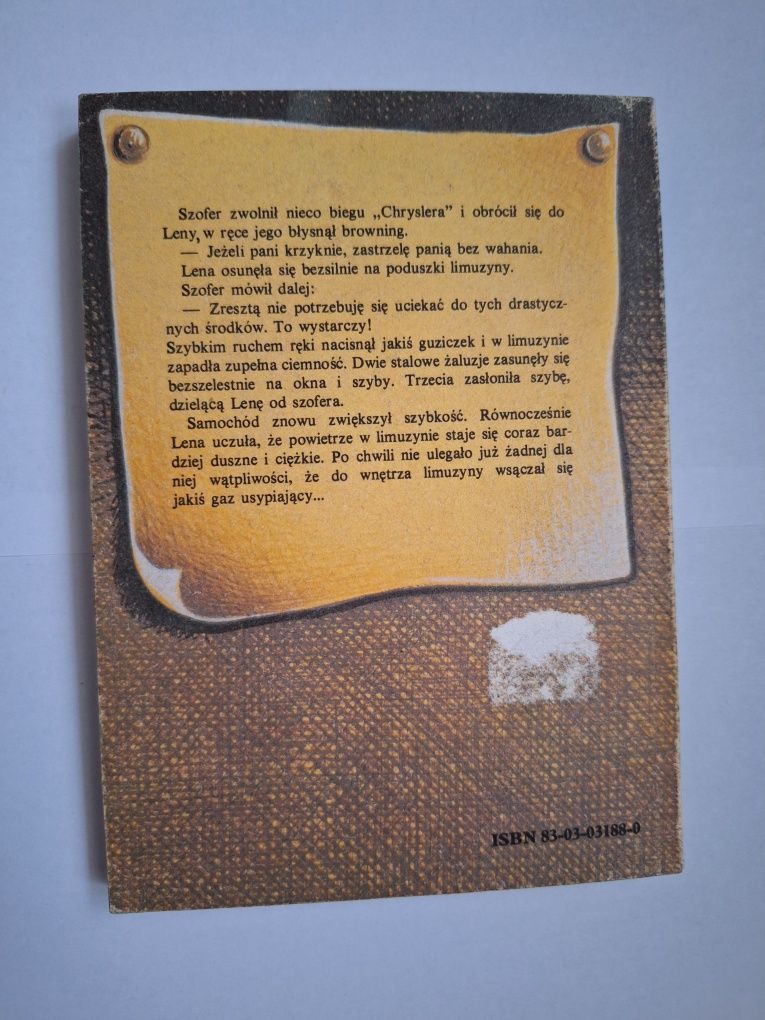 Szofer zwolnił nieco biegu „Chryslera” i obrócił się do
Leny, w ręce jego błysnął browning.
— Jeżeli pani krzyknie, zastrzelę panią bez wahania.
Lena osunęła się bezsilnie na poduszki limuzyny.
Szofer mówił dalej:
— Zresztą nie potrzebuję się uciekać do tych drastycz-
nych środków. To wystarczy!
Szybkim ruchem ręki nacisnął jakiś guziczek i w limuzynie
zapadła zupełna ciemność. Dwie stalowe żaluzje zasunęły się
bezszelestnie na okna i szyby. Trzecia zasłoniła szybę,
dzielącą Lenę od szofera.
Samochód znowu zwiększył szybkość. Równocześnie
Lena uczuła, że powietrze w limuzynie staje się coraz bar-
dziej duszne i ciężkie. Po chwili nie ulegało już żadnej dla
niej wątpliwości, że do wnętrza limuzyny wsączał się
jakiś gaz usypiający...
ISBN 83-03-03188-0